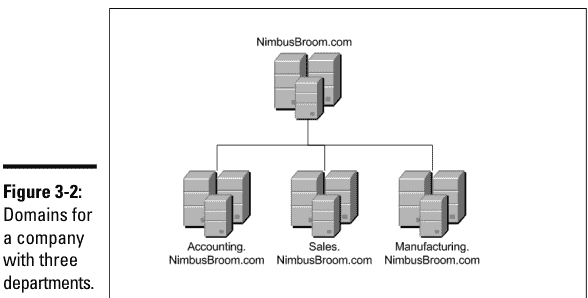 NimbusBroom.com
Accounting.
NimbusBroom.com
Sales.
NimbusBroom.com
Manufacturing.
NimbusBroom.com
Figure 3-2:
Domains for
a company
with three
departments.